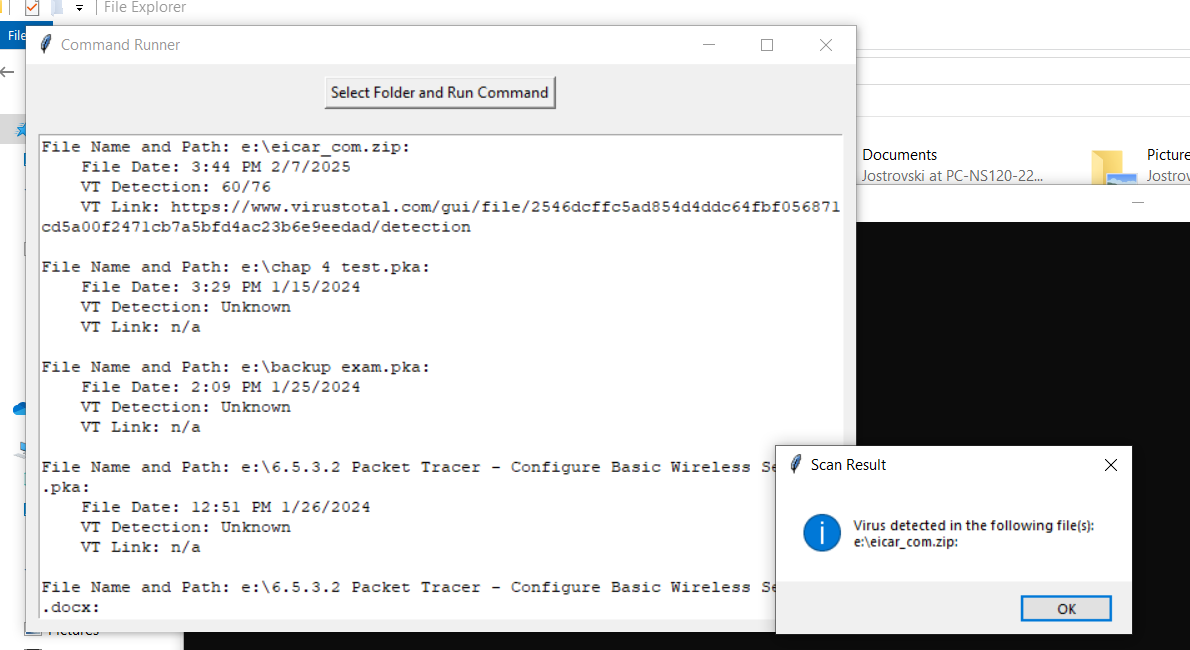 File Explorer
File
Command Runner
Select Folder and Run Command
File Name and Path: e:\eicar_com.zip:
File Date: 3:44 PM 2/7/2025
VT Detection: 60/76
VT Link: https://www.virustotal.com/gui/file/2546dcffc5ad854d4ddc64fbf056871
cd5a00f2471cb7a5bfd4ac23b6e9eedad/detection
File Name and Path: e:\chap 4 test.pka:
File Date: 3:29 PM 1/15/2024
VT Detection: Unknown
VT Link: n/a
File Name and Path: e:\backup exam.pka:
File Date: 2:09 PM 1/25/2024
VT Detection: Unknown
VT Link: n/a
File Name and Path: e:\6.5.3.2 Packet Tracer - Configure Basic Wireless Se
.pka:
File Date: 12:51 PM 1/26/2024
VT Detection: Unknown
VT Link: n/a
File Name and Path: e:\6.5.3.2 Packet Tracer - Configure Basic Wireless Se
.docx:
Documents
Jostrovski at PC-NS120-22...
Picture
Jostrov
Scan Result
Virus detected in the following file(s):
e:\eicar_com.zip:
OK
Pictures